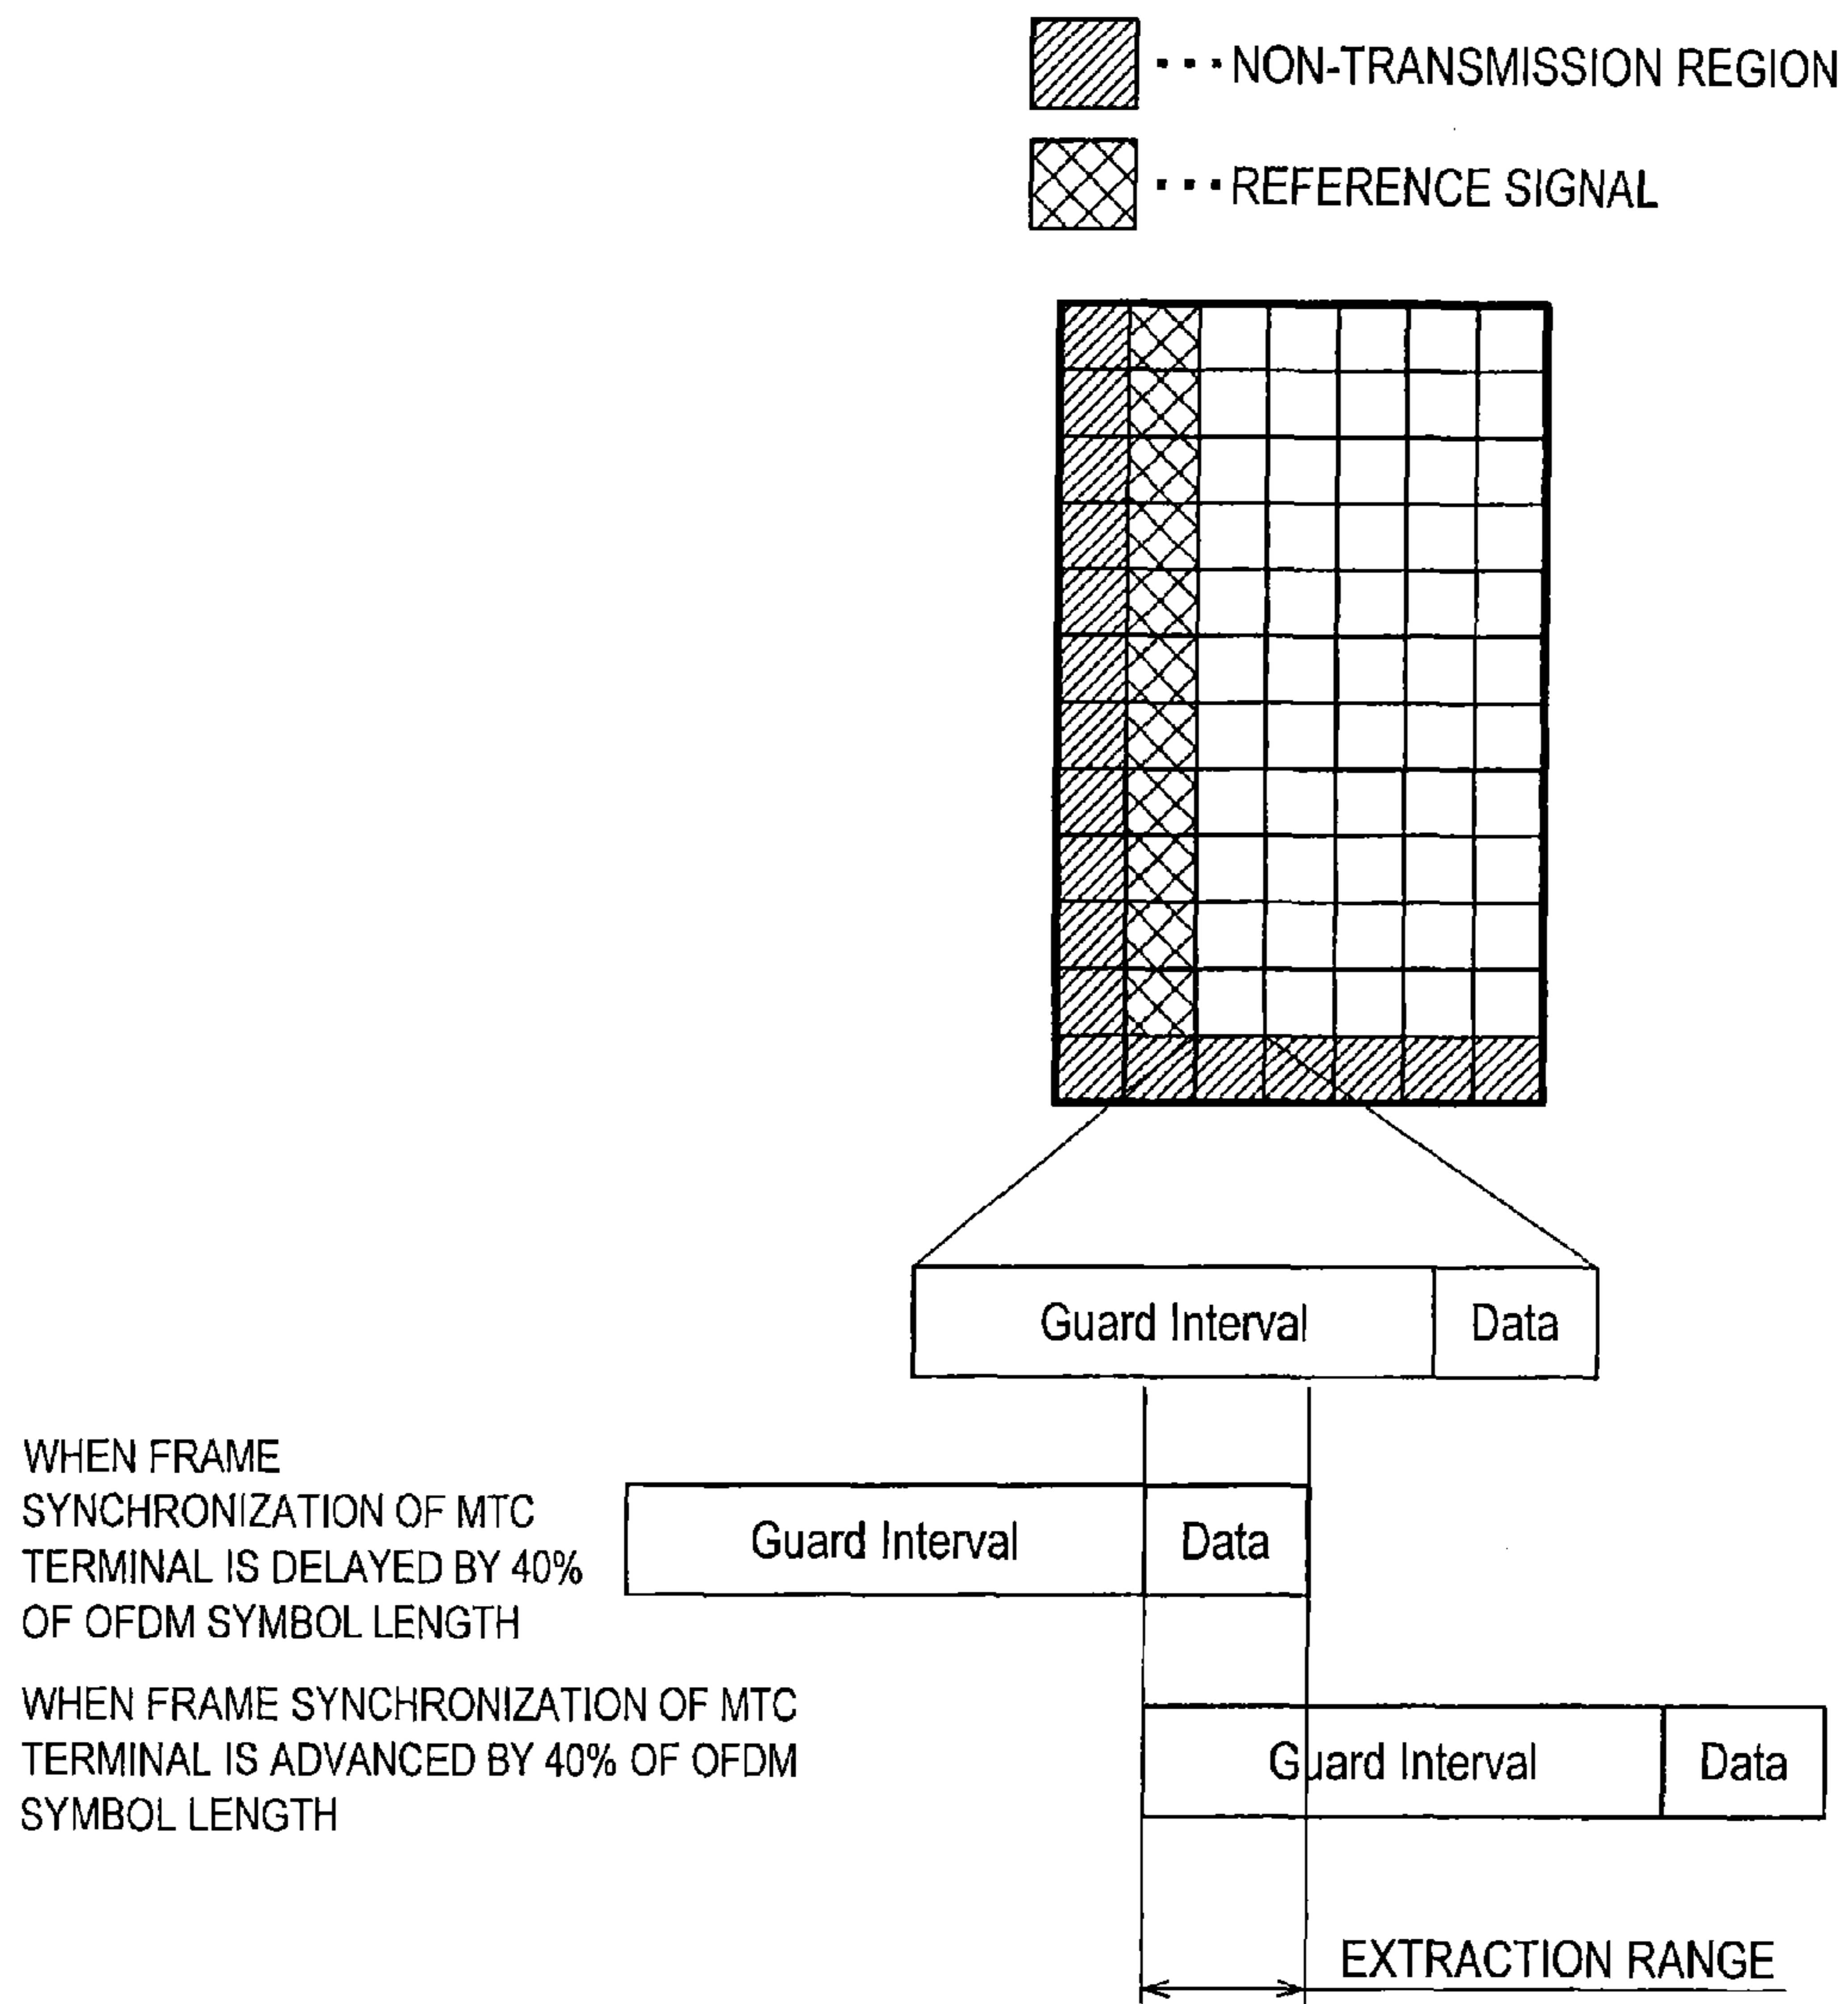 ··· NON-TRANSMISSION REGION
··· REFERENCE SIGNAL
Guard Interval Data
WHEN FRAME
SYNCHRONIZATION OF MTC
TERMINAL IS DELAYED BY 40%
OF OFDM SYMBOL LENGTH
Guard Interval Data
WHEN FRAME SYNCHRONIZATION OF MTC
TERMINAL IS ADVANCED BY 40% OF OFDM
SYMBOL LENGTH
Guard Interval Data
EXTRACTION RANGE